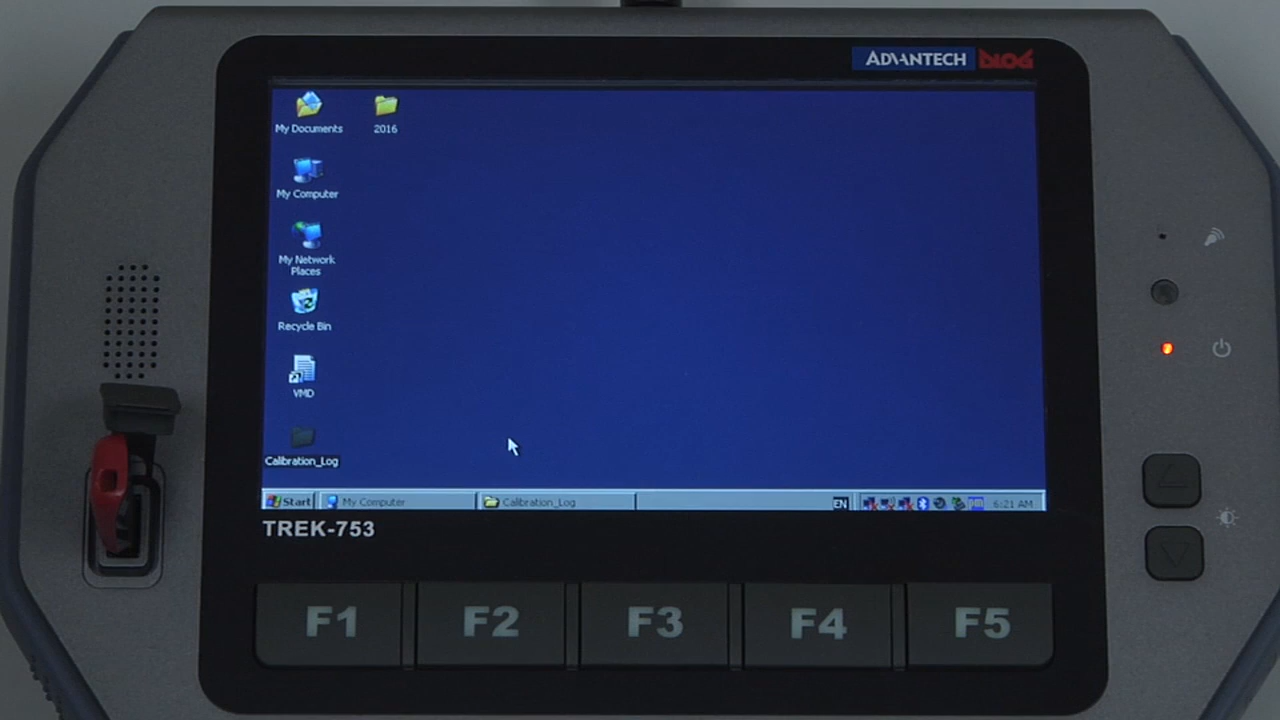 ADVANTECH DLOG
My Documents
2016
My Computer
My Network
Places
Recycle Bin
VMD
Calibration_Log
Start
My Computer
Calibration_Log
EN
6:21 AM
TREK-753
F1
F2
F3
F4
F5